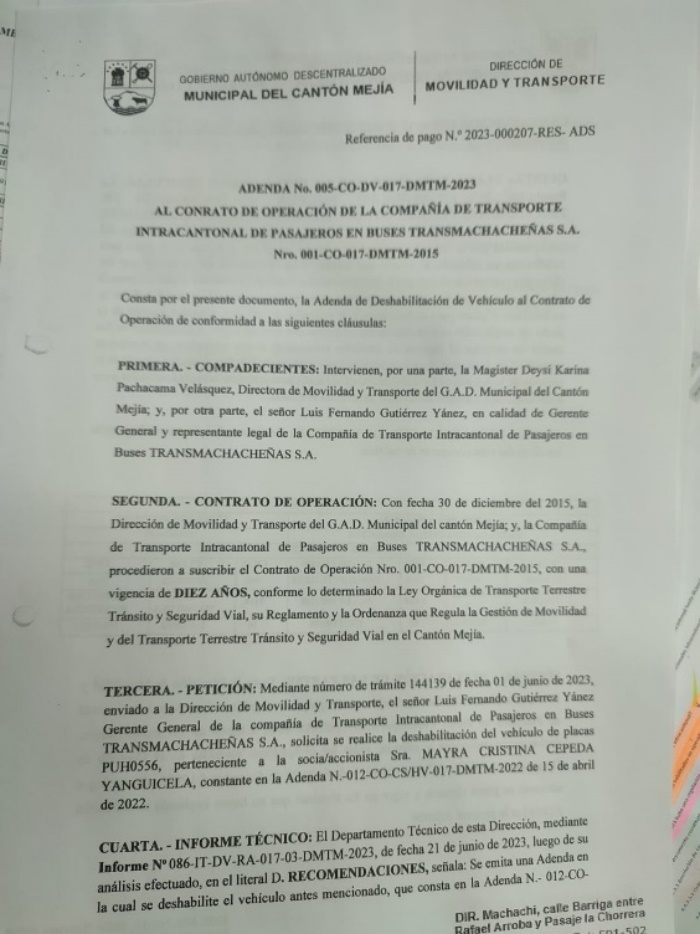 GOBIERNO AUTÓNOMO DESCENTRALIZADO
MUNICIPAL DEL CANTÓN MEJÍA
DIRECCIÓN DE
MOVILIDAD Y TRANSPORTE
Referencia de pago N.º 2023-000207-RES- ADS
ADENDA No. 005-CO-DV-017-DMTM-2023
AL CONRATO DE OPERACIÓN DE LA COMPAÑÍA DE TRANSPORTE
INTRACANTONAL DE PASAJEROS EN BUSES TRANSMACHACHEÑAS S.A.
Nro. 001-CO-017-DMTM-2015
Consta por el presente documento, la Adenda de Deshabilitación de Vehículo al Contrato de
Operación de conformidad a las siguientes cláusulas:
PRIMERA. - COMPADECIENTES: Intervienen, por una parte, la Magister Deysi Karina
Pachacama Velásquez, Directora de Movilidad y Transporte del G.A.D. Municipal del Cantón
Mejía; y, por otra parte, el señor Luis Fernando Gutiérrez Yánez, en calidad de Gerente
General y representante legal de la Compañía de Transporte Intracantonal de Pasajeros en
Buses TRANSMACHACHEÑAS S.A.
SEGUNDA. - CONTRATO DE OPERACIÓN: Con fecha 30 de diciembre del 2015, la
Dirección de Movilidad y Transporte del G.A.D. Municipal del cantón Mejía; y, la Compañía
de Transporte Intracantonal de Pasajeros en Buses TRANSMACHACHEÑAS S.A.,
procedieron a suscribir el Contrato de Operación Nro. 001-CO-017-DMTM-2015, con una
vigencia de DIEZ AÑOS, conforme lo determinado la Ley Orgánica de Transporte Terrestre
Tránsito y Seguridad Vial, su Reglamento y la Ordenanza que Regula la Gestión de Movilidad
y del Transporte Terrestre Tránsito y Seguridad Vial en el Cantón Mejía.
TERCERA. - PETICIÓN: Mediante número de trámite 144139 de fecha 01 de junio de 2023,
enviado a la Dirección de Movilidad y Transporte, el señor Luis Fernando Gutiérrez Yánez
Gerente General de la compañía de Transporte Intracantonal de Pasajeros en Buses
TRANSMACHACHEÑAS S.A., solicita se realice la deshabilitación del vehículo de placas
PUH0556, perteneciente a la socia/accionista Sra. MAYRA CRISTINA CEPEDA
YANGUICELA, constante en la Adenda N.-012-CO-CS/HV-017-DMTM-2022 de 15 de abril
de 2022.
CUARTA. - INFORME TÉCNICO: El Departamento Técnico de esta Dirección, mediante
Informe Nº 086-IT-DV-RA-017-03-DMTM-2023, de fecha 21 de junio de 2023, luego de su
análisis efectuado, en el literal D. RECOMENDACIONES, señala: Se emita una Adenda en
la cual se deshabilite el vehículo antes mencionado, que consta en la Adenda N.- 012-CO-
DIR. Machachi, calle Barriga entre
Rafael Arroba y Pasaje la Chorrera